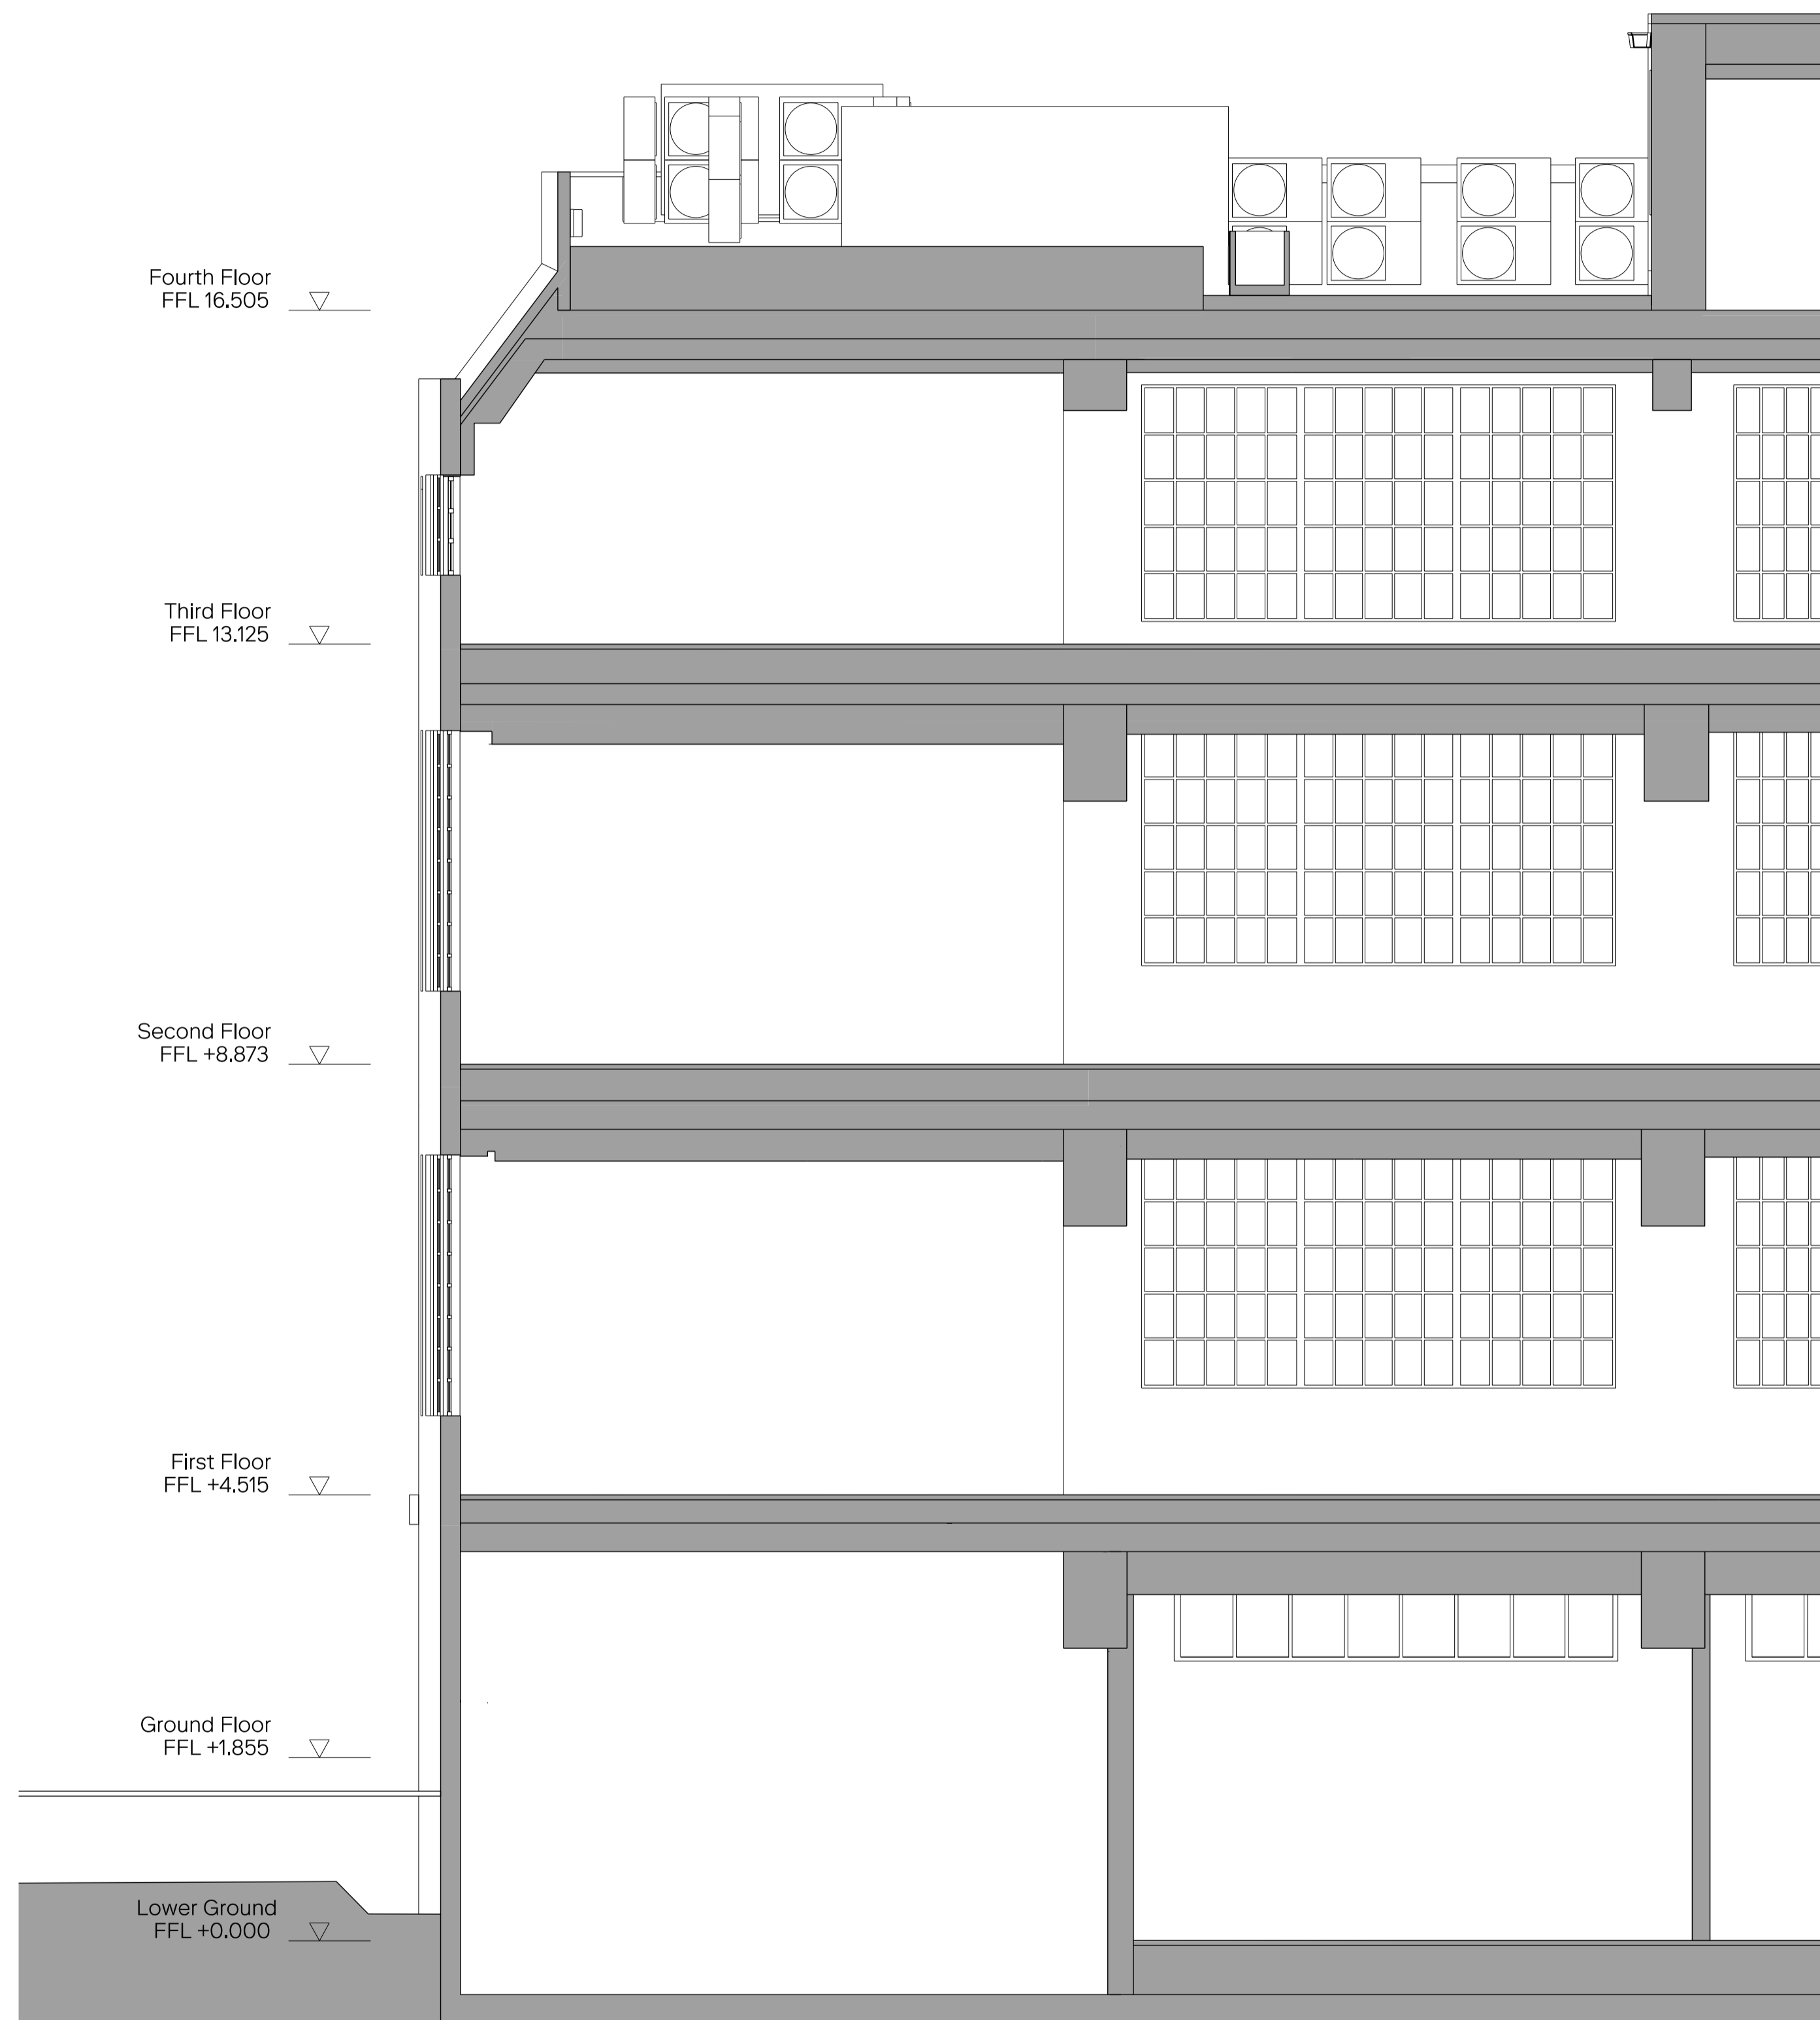 Fourth Floor
FFL 16.505
Third Floor
FFL 13.125
Second Floor
FFL +8.873
First Floor
FFL +4.515
Ground Floor
FFL +1.855
Lower Ground
FFL +0.000